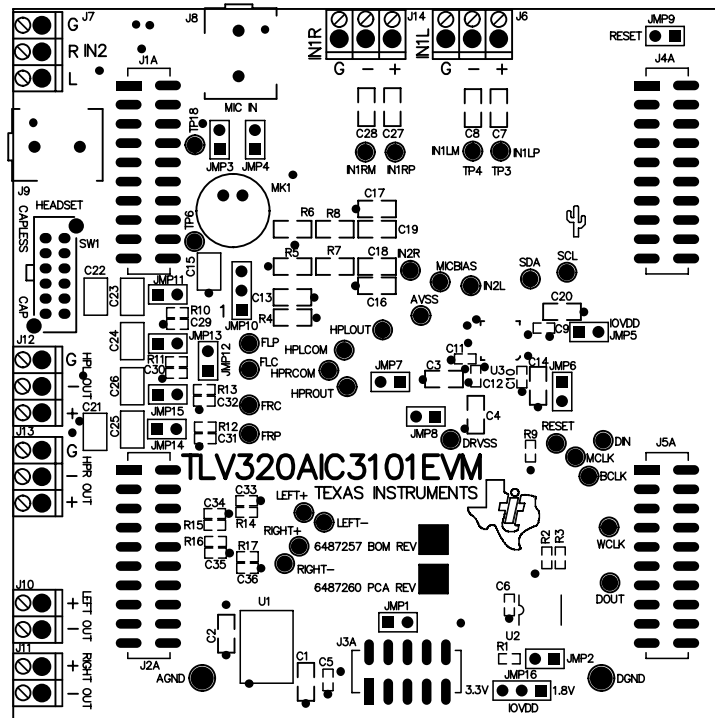 J7
G
R IN2
L
J8
J1A
MIC IN
IN1R
J14
G − +
IN1L
J6
G − +
JMP9
RESET
J4A
TP18
JMP3
JMP4
C28
C27
C8
C7
IN1RM
IN1RP
IN1LM
IN1LP
TP4
TP3
J9
HEADSET
CAPLESS
SW1
CAP
MK1
TP6
C17
R6
R8
C19
R5
R7
C18
C15
C13
C16
R4
JMP10
1
IN2R
MICBIAS
IN2L
SDA
SCL
AVSS
C22
C23
JMP11
R10
C29
C20
C9
IOVDD
JMP5
J12
G
−
+
HPL OUT
C24
JMP13
R11
C30
JMP12
FLP
FLC
HPLOUT
HPLCOM
HPRCOM
HPROUT
JMP7
C11
C3
U3
C12
C10
C14
JMP6
C26
R13
C32
FRC
JMP15
C21
C25
JMP14
R12
C31
FRP
JMP8
C4
DRVSS
R9
RESET
DIN
MCLK
BCLK
J13
G
−
+
HPR OUT
TLV320AIC3101EVM
TEXAS INSTRUMENTS
J5A
C34
C33
R15
R14
LEFT+
LEFT-
R16
R17
RIGHT+
C35
C36
RIGHT-
6487257 BOM REV
6487260 PCA REV
R2
R3
WCLK
DOUT
J10
+
−
LEFT OUT
J11
+
−
RIGHT OUT
C2
U1
JMP1
C6
U2
J2A
AGND
C1
C5
J3A
R1
JMP2
JMP16
3.3V
1.8V
IOVDD
DGND